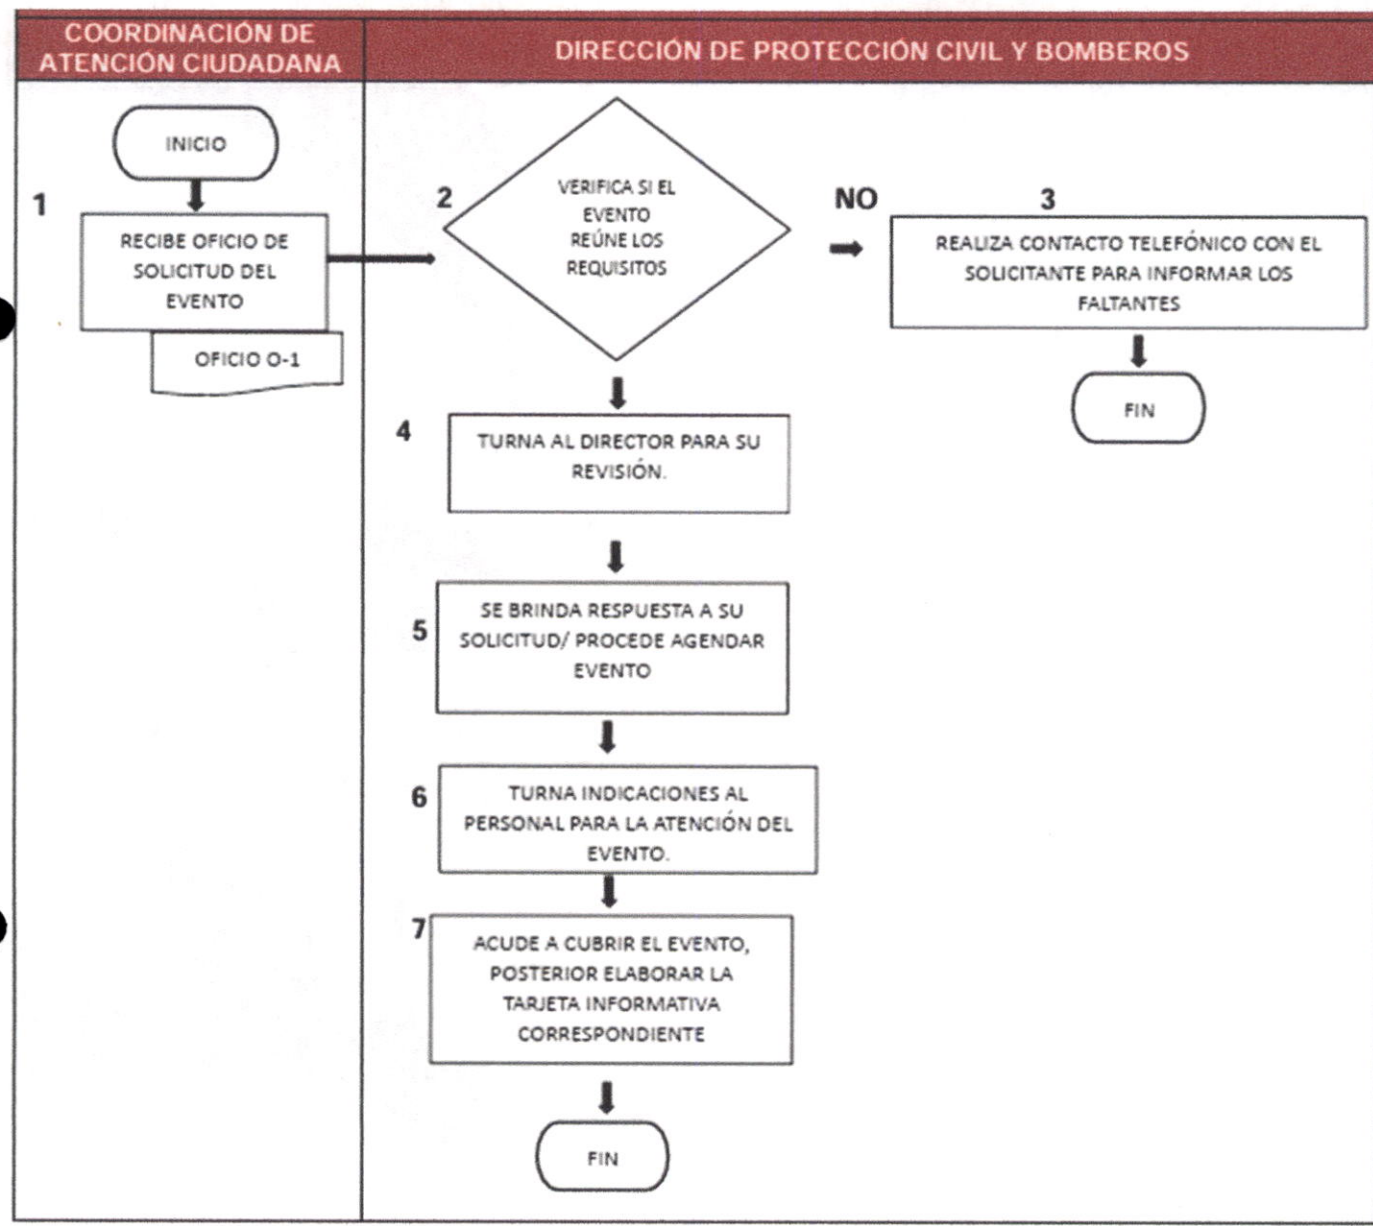 COORDINACIÓN DE
ATENCIÓN CIUDADANA
DIRECCIÓN DE PROTECCIÓN CIVIL Y BOMBEROS
INICIO
1
RECIBE OFICIO DE
SOLICITUD DEL
EVENTO
OFICIO O-1
2
VERIFICA SI EL
EVENTO
REÚNE LOS
REQUISITOS
NO
3
REALIZA CONTACTO TELEFÓNICO CON EL
SOLICITANTE PARA INFORMAR LOS
FALTANTES
FIN
4
TURNA AL DIRECTOR PARA SU
REVISIÓN.
5
SE BRINDA RESPUESTA A SU
SOLICITUD/ PROCEDE AGENDAR
EVENTO
6
TURNA INDICACIONES AL
PERSONAL PARA LA ATENCIÓN DEL
EVENTO.
7
ACUDE A CUBRIR EL EVENTO,
POSTERIOR ELABORAR LA
TARJETA INFORMATIVA
CORRESPONDIENTE
FIN